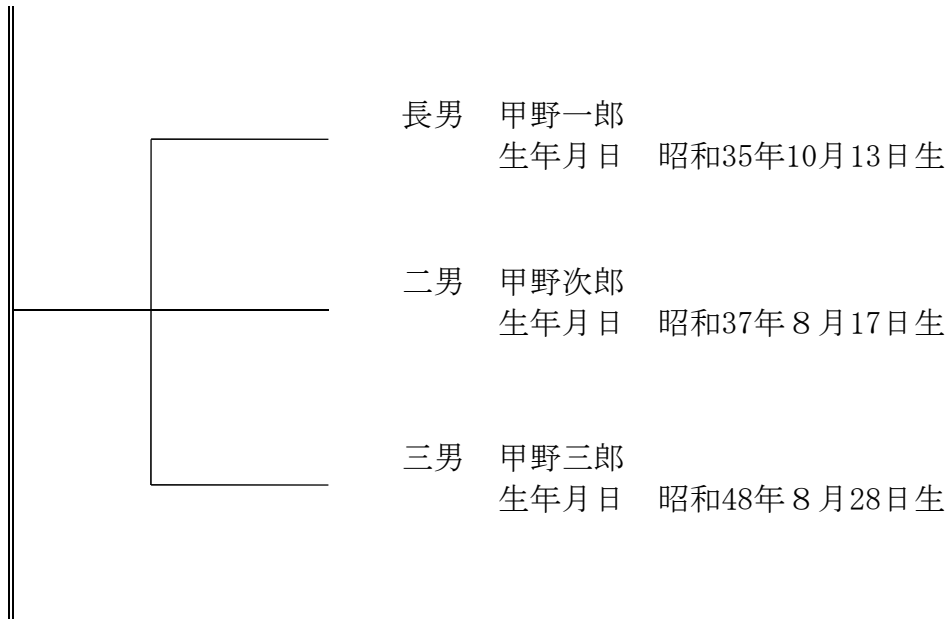 長男　甲野一郎
生年月日　昭和35年10月13日生
二男　甲野次郎
生年月日　昭和37年８月17日生
三男　甲野三郎
生年月日　昭和48年８月28日生